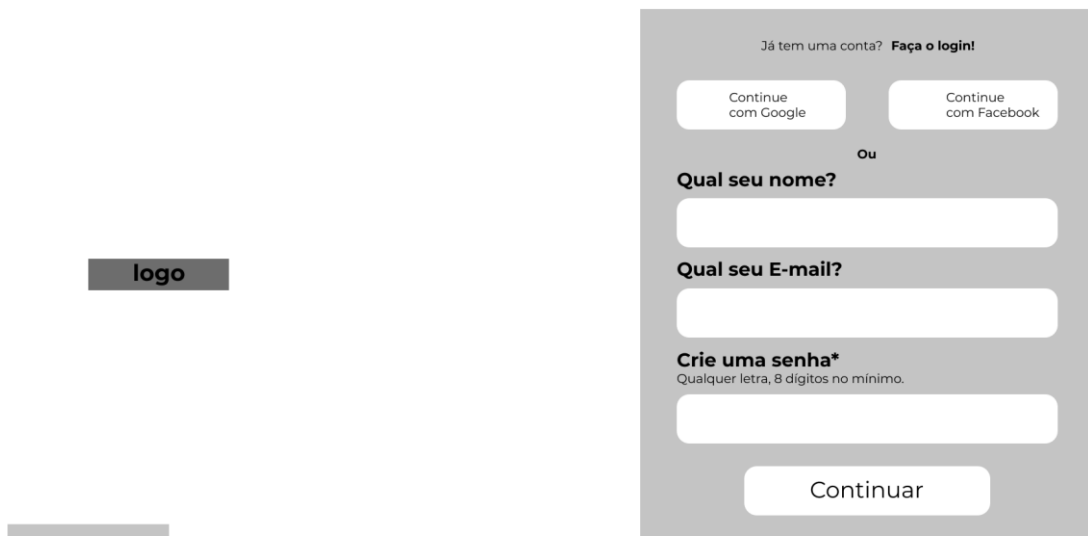 logo
Já tem uma conta? Faça o login!
Continue
com Google
Continue
com Facebook
Ou
Qual seu nome?
Qual seu E-mail?
Crie uma senha*
Qualquer letra, 8 dígitos no mínimo.
Continuar